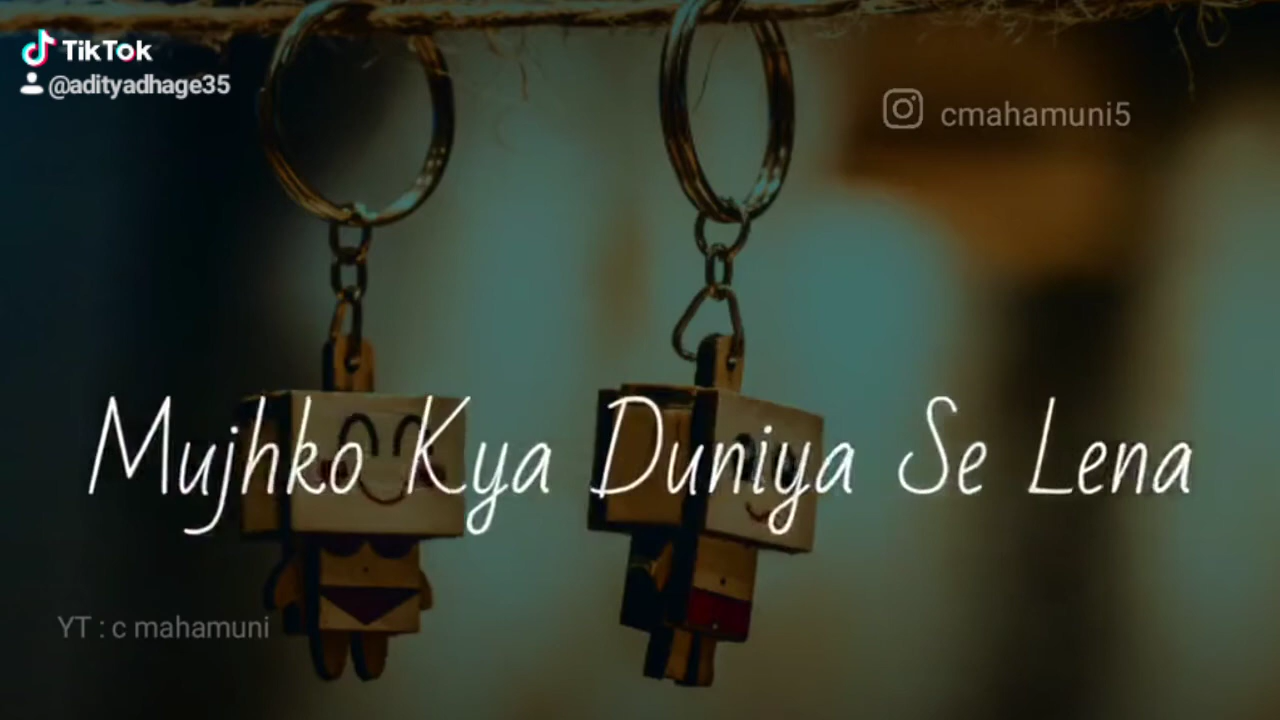 TikTok
@adityadhage35
cmahamuni5
Mujhko Kya Duniya Se Lena
YT : c mahamuni